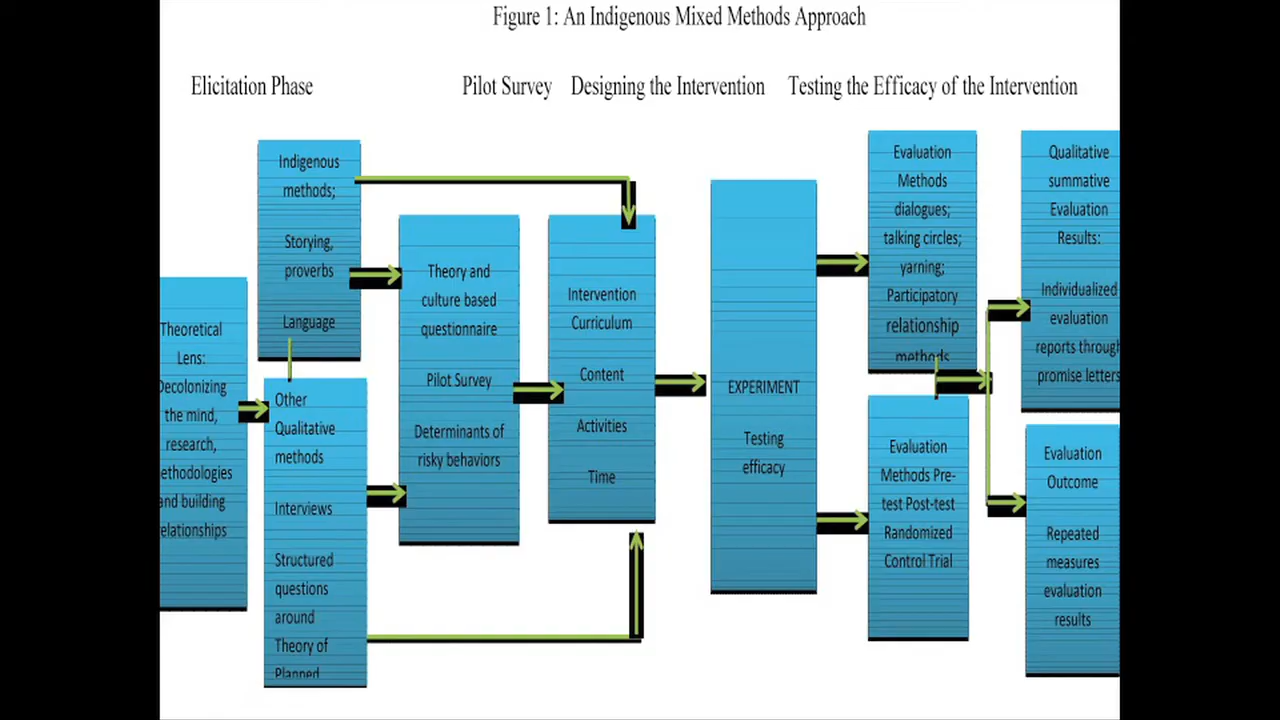 Figure 1: An Indigenous Mixed Methods Approach
Elicitation Phase
Pilot Survey
Designing the Intervention
Testing the Efficacy of the Intervention
Theoretical
Lens:
Decolonizing
the mind,
research,
ethodologies
and building
elationships
Indigenous
methods;
Storying,
proverbs
Language
Other
Qualitative
methods
Interviews
Structured
questions
around
Theory of
Planned
Theory and
culture based
questionnaire
Pilot Survey
Determinants of
risky behaviors
Intervention
Curriculum
Content
Activities
Time
EXPERIMENT
Testing
efficacy
Evaluation
Methods
dialogues;
talking circles;
yarning;
Participatory
relationship
methods
Evaluation
Methods Pre-
test Post-test
Randomized
Control Trial
Qualitative
summative
Evaluation
Results:
Individualized
evaluation
reports through
promise letters
Evaluation
Outcome
Repeated
measures
evaluation
results